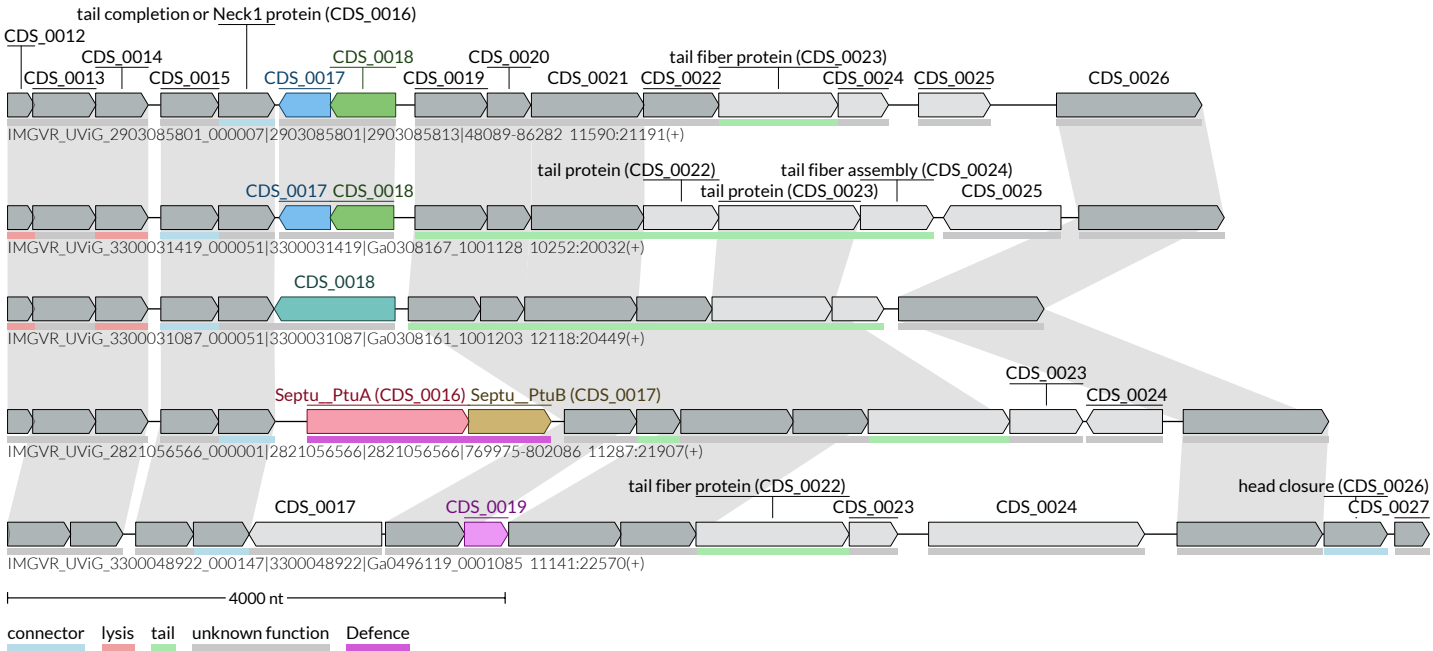 tail completion or Neck1 protein (CDS_0016)
CDS_0012
CDS_0014 CDS_0018 CDS_0020 tail fiber protein (CDS_0023)
CDS_0013 CDS_0015 CDS_0017 CDS_0019 CDS_0021 CDS_0022 CDS_0024 CDS_0025 CDS_0026
IMGVR_UViG_2903085801_000007|2903085801|2903085813|48089-86282 11590:21191(+)
tail protein (CDS_0022) tail fiber assembly (CDS_0024)
CDS_0017 CDS_0018 tail protein (CDS_0023) CDS_0025
IMGVR_UViG_3300031419_000051|3300031419|Ga0308167_1001128 10252:20032(+)
CDS_0018
IMGVR_UViG_3300031087_000051|3300031087|Ga0308161_1001203 12118:20449(+)
CDS_0023
Septu__PtuA (CDS_0016) Septu__PtuB (CDS_0017) CDS_0024
IMGVR_UViG_2821056566_000001|2821056566|2821056566|769975-802086 11287:21907(+)
tail fiber protein (CDS_0022) head closure (CDS_0026)
CDS_0017 CDS_0019 CDS_0023 CDS_0024 CDS_0027
IMGVR_UViG_3300048922_000147|3300048922|Ga0496119_0001085 11141:22570(+)
4000 nt
connector lysis tail unknown function Defence